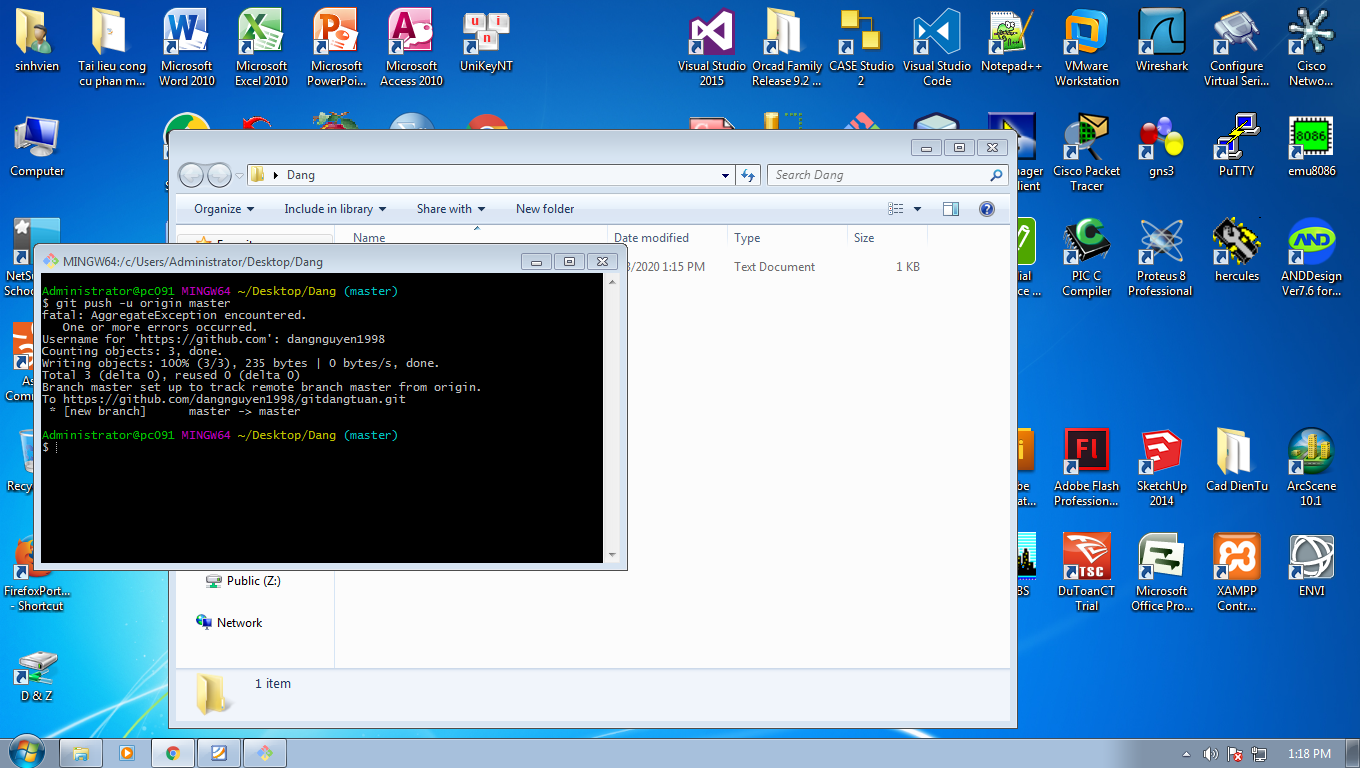 sinhvien
Tai lieu cong
cu phan m...
Microsoft
Word 2010
Microsoft
Excel 2010
Microsoft
PowerPoi...
Microsoft
Access 2010
UniKeyNT
Visual Studio
2015
Orcad Family
Release 9.2 ...
CASE Studio
2
Visual Studio
Code
Notepad++
VMware
Workstation
Wireshark
Configure
Virtual Seri...
Cisco
Netwo...
Computer
Cisco Packet
Tracer
gns3
PuTTY
8086
emu8086
Dang
Search Dang
Organize
Include in library
Share with
New folder
Name
Date modified
Type
Size
3/2020 1:15 PM
Text Document
1 KB
PIC C
Compiler
Proteus 8
Professional
hercules
AND
ANDDesign
Ver7.6 for...
MINGW64:/c/Users/Administrator/Desktop/Dang
Administrator@pc091 MINGW64 ~/Desktop/Dang (master)
$ git push -u origin master
fatal: AggregateException encountered.
One or more errors occurred.
Username for 'https://github.com': dangnguyen1998
Counting objects: 3, done.
Writing objects: 100% (3/3), 235 bytes | 0 bytes/s, done.
Total 3 (delta 0), reused 0 (delta 0)
Branch master set up to track remote branch master from origin.
To https://github.com/dangnguyen1998/gitdangtuan.git
* [new branch] master -> master
Administrator@pc091 MINGW64 ~/Desktop/Dang (master)
$
Adobe Flash
Profession...
SketchUp
2014
Cad DienTu
ArcScene
10.1
FirefoxPort...
- Shortcut
Public (Z:)
Network
TSC
DuToanCT
Trial
Microsoft
Office Pro...
XAMPP
Contr...
ENVI
D & Z
1 item
1:18 PM